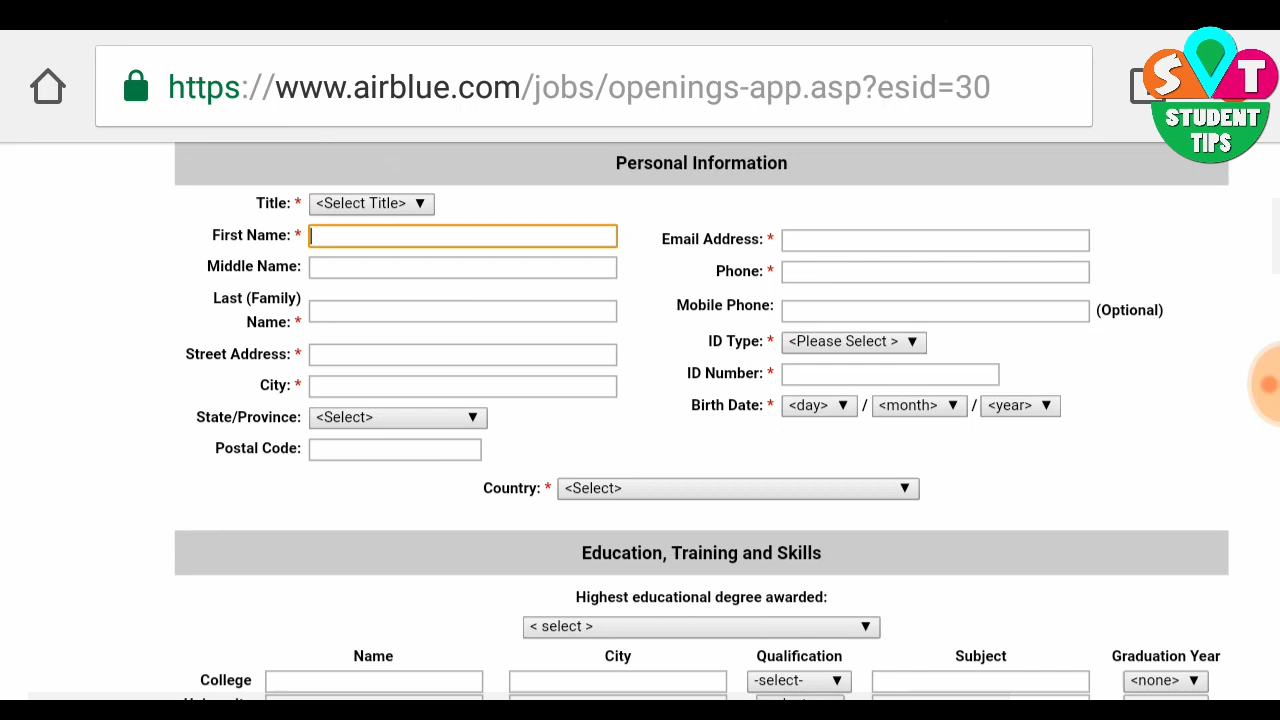 https://www.airblue.com/jobs/openings-app.asp?esid=30
SVT
STUDENT
TIPS
Personal Information
Title: * <Select Title>
First Name: *
Middle Name:
Last (Family)
Name: *
Street Address: *
City: *
State/Province: <Select>
Postal Code:
Email Address: *
Phone: *
Mobile Phone: (Optional)
ID Type: * <Please Select >
ID Number: *
Birth Date: * <day> / <month> / <year>
Country: * <Select>
Education, Training and Skills
Highest educational degree awarded:
< select >
Name City Qualification Subject Graduation Year
College -select- <none>